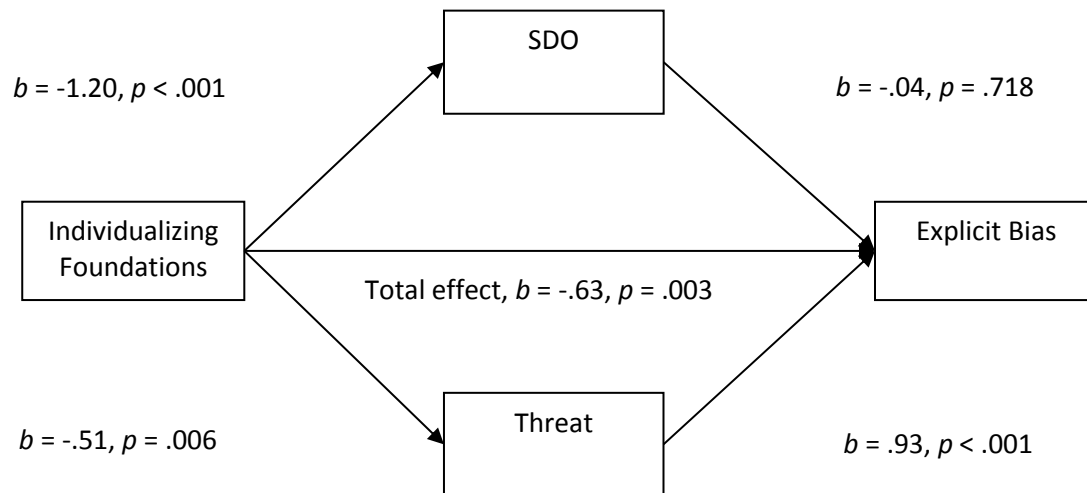 SDO
b = -1.20, p < .001
b = -.04, p = .718
Individualizing
Foundations
Explicit Bias
Total effect, b = -.63, p = .003
Threat
b = -.51, p = .006
b = .93, p < .001